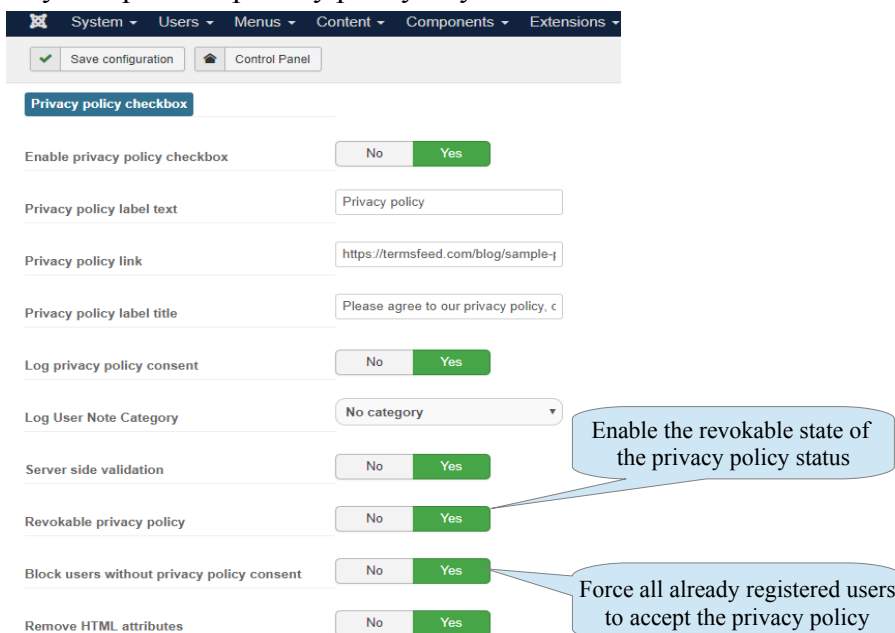 System Users Menus Content Components Extensions
Save configuration Control Panel
Privacy policy checkbox
Enable privacy policy checkbox No Yes
Privacy policy label text Privacy policy
Privacy policy link https://termsfeed.com/blog/sample-p
Privacy policy label title Please agree to our privacy policy, c
Log privacy policy consent No Yes
Log User Note Category No category
Enable the revokable state of
the privacy policy status
Server side validation No Yes
Revokable privacy policy No Yes
Block users without privacy policy consent No Yes
Force all already registered users
to accept the privacy policy
Remove HTML attributes No Yes